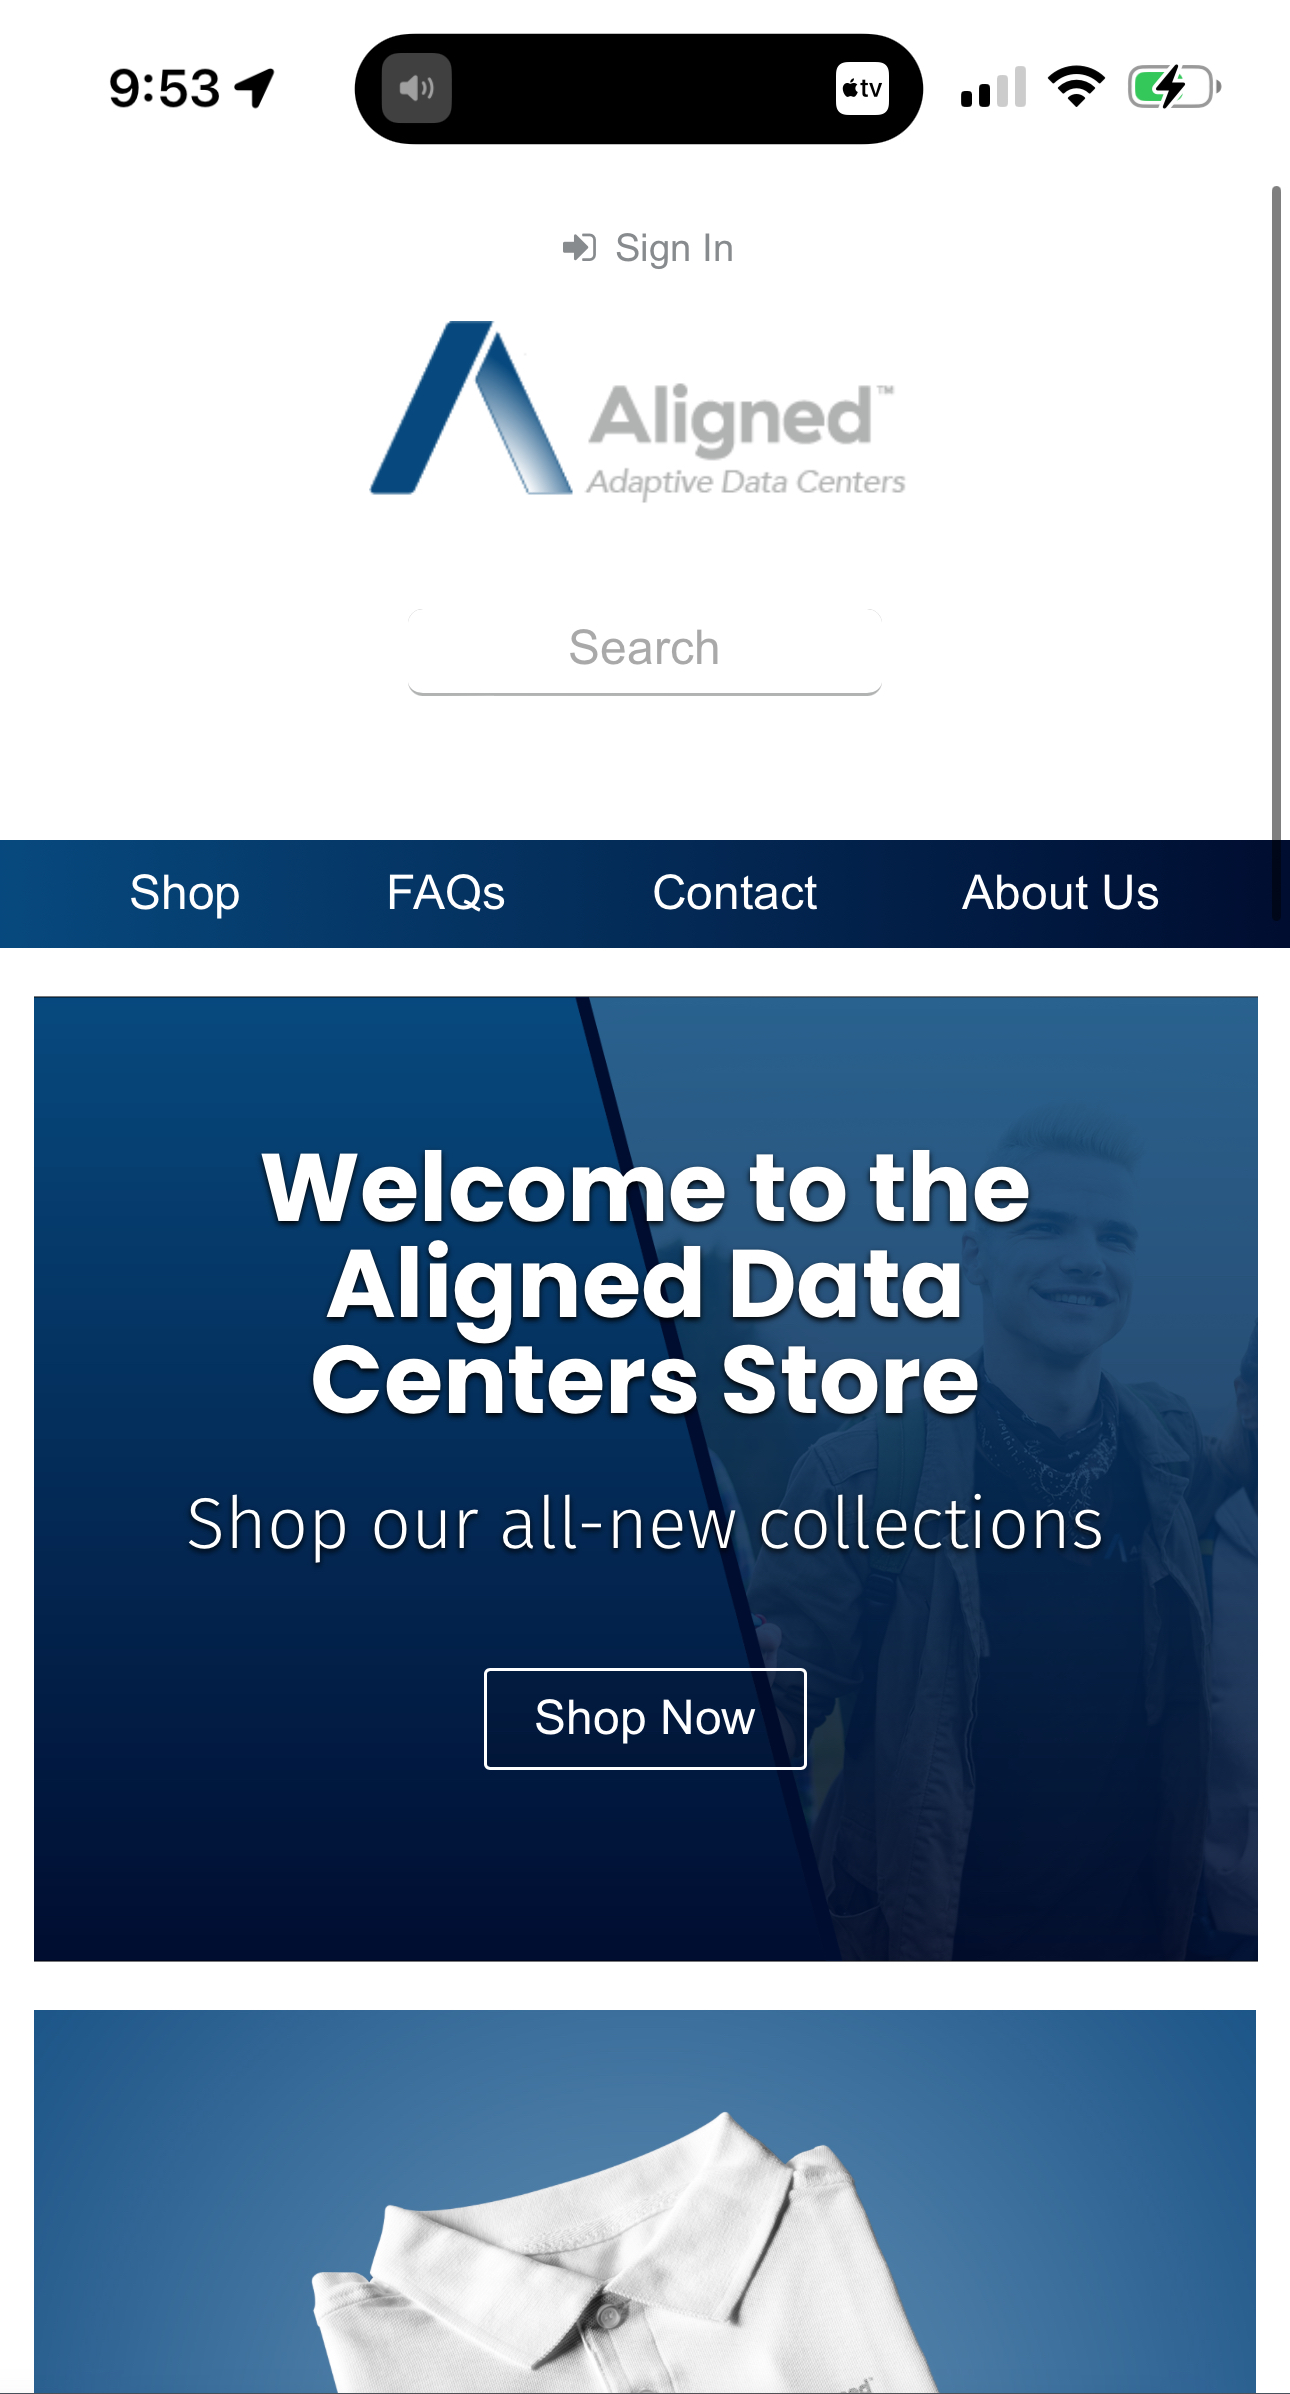 9:53
tv
Sign In
Aligned™
Adaptive Data Centers
Search
Shop FAQs Contact About Us
Welcome to the
Aligned Data
Centers Store
Shop our all-new collections
Shop Now